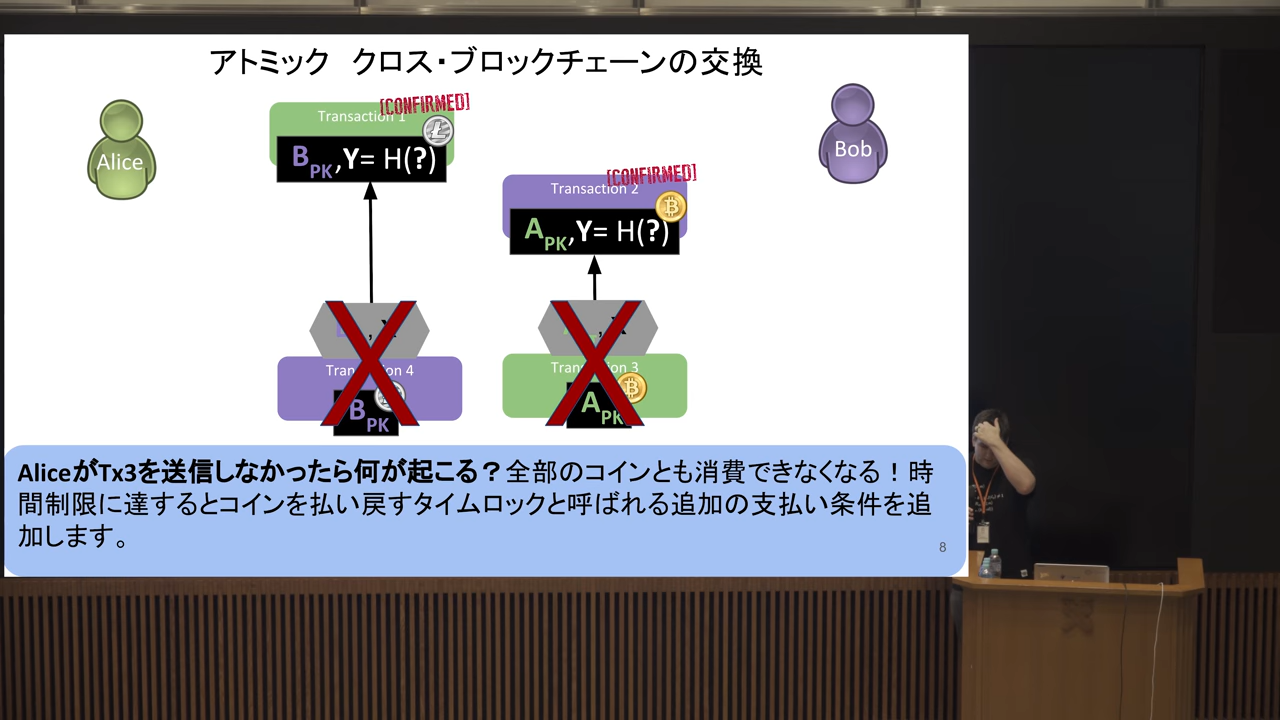 アトミック クロス・ブロックチェーンの交換
Alice
Bob
Transaction 1
[CONFIRMED]
BPK,Y= H(?)
Transaction 2
[CONFIRMED]
APK,Y= H(?)
Transaction 4
BPK
Transaction 3
APK
AliceがTx3を送信しなかったら何が起こる？全部のコインとも消費できなくなる！時
間制限に達するとコインを払い戻すタイムロックと呼ばれる追加の支払い条件を追
加します。
8